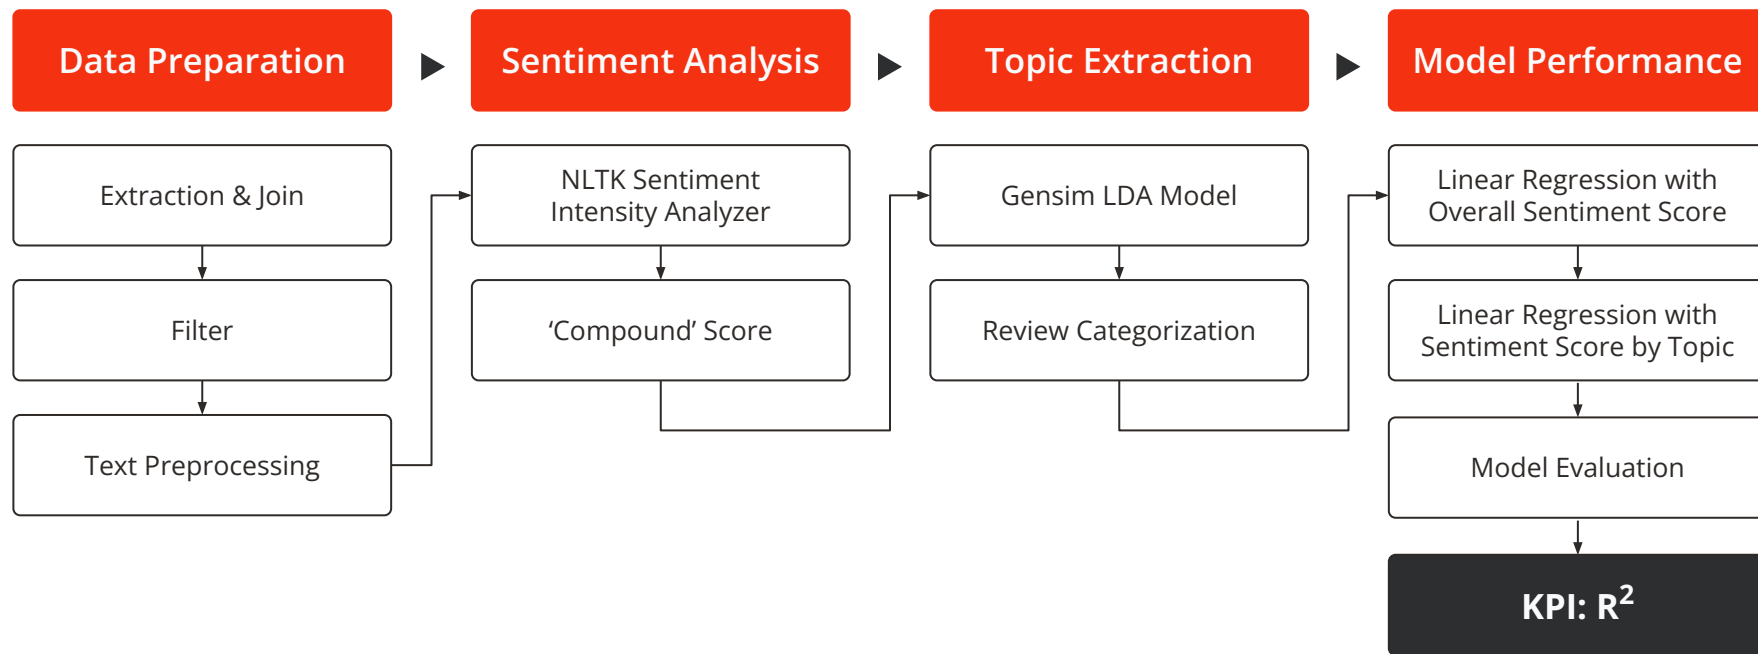 Data Preparation
Sentiment Analysis
Topic Extraction
Model Performance
Extraction & Join
Filter
Text Preprocessing
NLTK Sentiment
Intensity Analyzer
‘Compound’ Score
Gensim LDA Model
Review Categorization
Linear Regression with
Overall Sentiment Score
Linear Regression with
Sentiment Score by Topic
Model Evaluation
KPI: R²